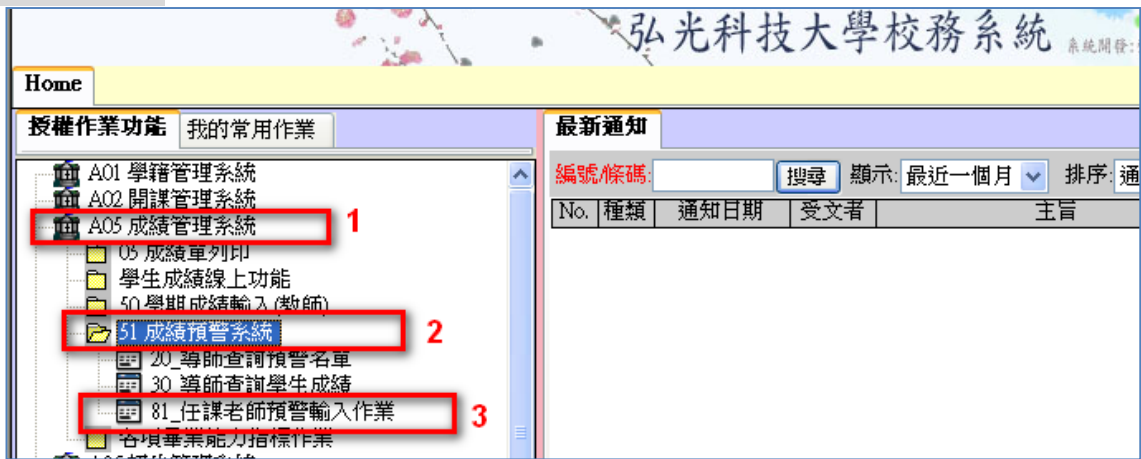 弘光科技大學校務系統 系統開發:
Home
授權作業功能 我的常用作業
最新通知
編號/條碼: 搜尋 顯示: 最近一個月 排序: 通
No. 種類 通知日期 受文者 主旨
A01 學籍管理系統
A02 開課管理系統
A05 成績管理系統 1
05 成績單列印
學生成績線上功能
50 學期成績輸入(教師)
51 成績預警系統 2
20_導師查詢預警名單
30_導師查詢學生成績
81_任課老師預警輸入作業 3
各項畢業能力指標作業